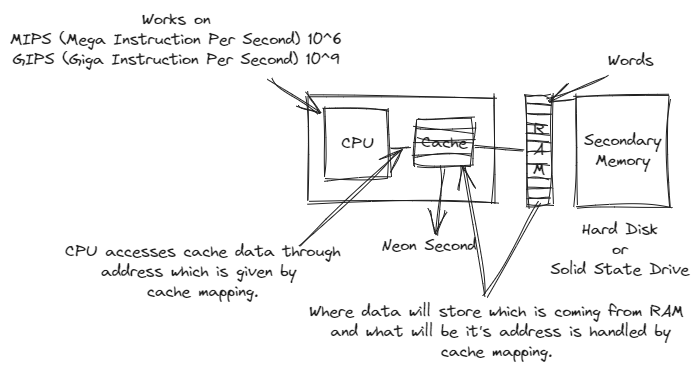 Works on
MIPS (Mega Instruction Per Second) 10^6
GIPS (Giga Instruction Per Second) 10^9
Words
CPU
Cache
R
A
M
Secondary
Memory
Neon Second
Hard Disk
or
Solid State Drive
CPU accesses cache data through
address which is given by
cache mapping.
Where data will store which is coming from RAM
and what will be it's address is handled by
cache mapping.